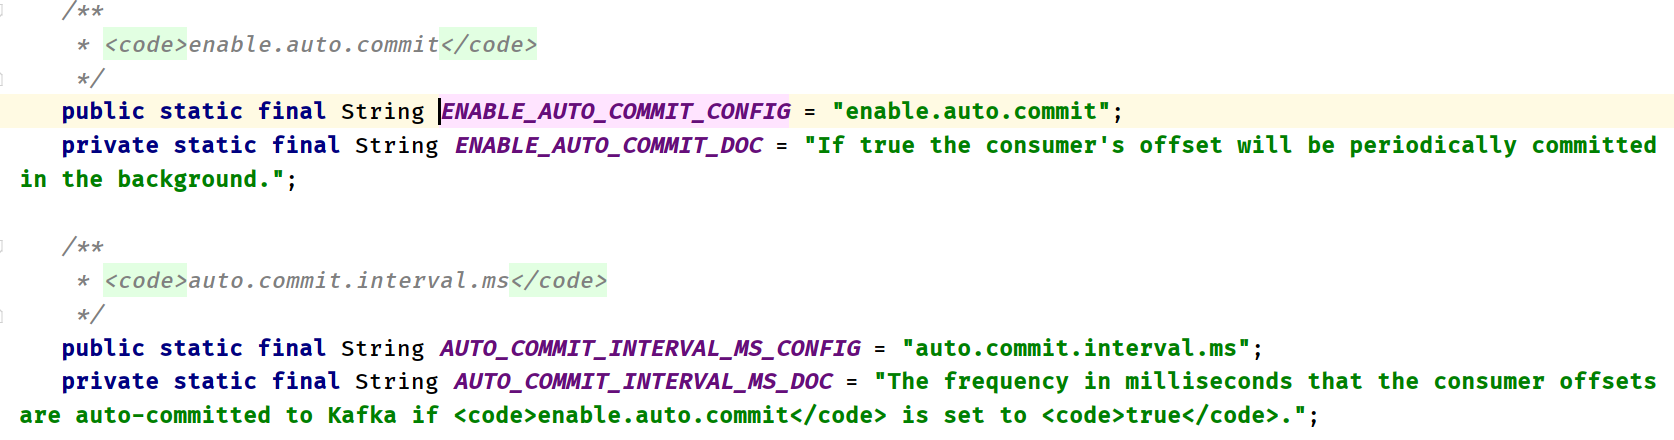 /**
* <code>enable.auto.commit</code>
*/
public static final String ENABLE_AUTO_COMMIT_CONFIG = "enable.auto.commit";
private static final String ENABLE_AUTO_COMMIT_DOC = "If true the consumer's offset will be periodically committed
in the background.";
/**
* <code>auto.commit.interval.ms</code>
*/
public static final String AUTO_COMMIT_INTERVAL_MS_CONFIG = "auto.commit.interval.ms";
private static final String AUTO_COMMIT_INTERVAL_MS_DOC = "The frequency in milliseconds that the consumer offsets
are auto-committed to Kafka if <code>enable.auto.commit</code> is set to <code>true</code>.";